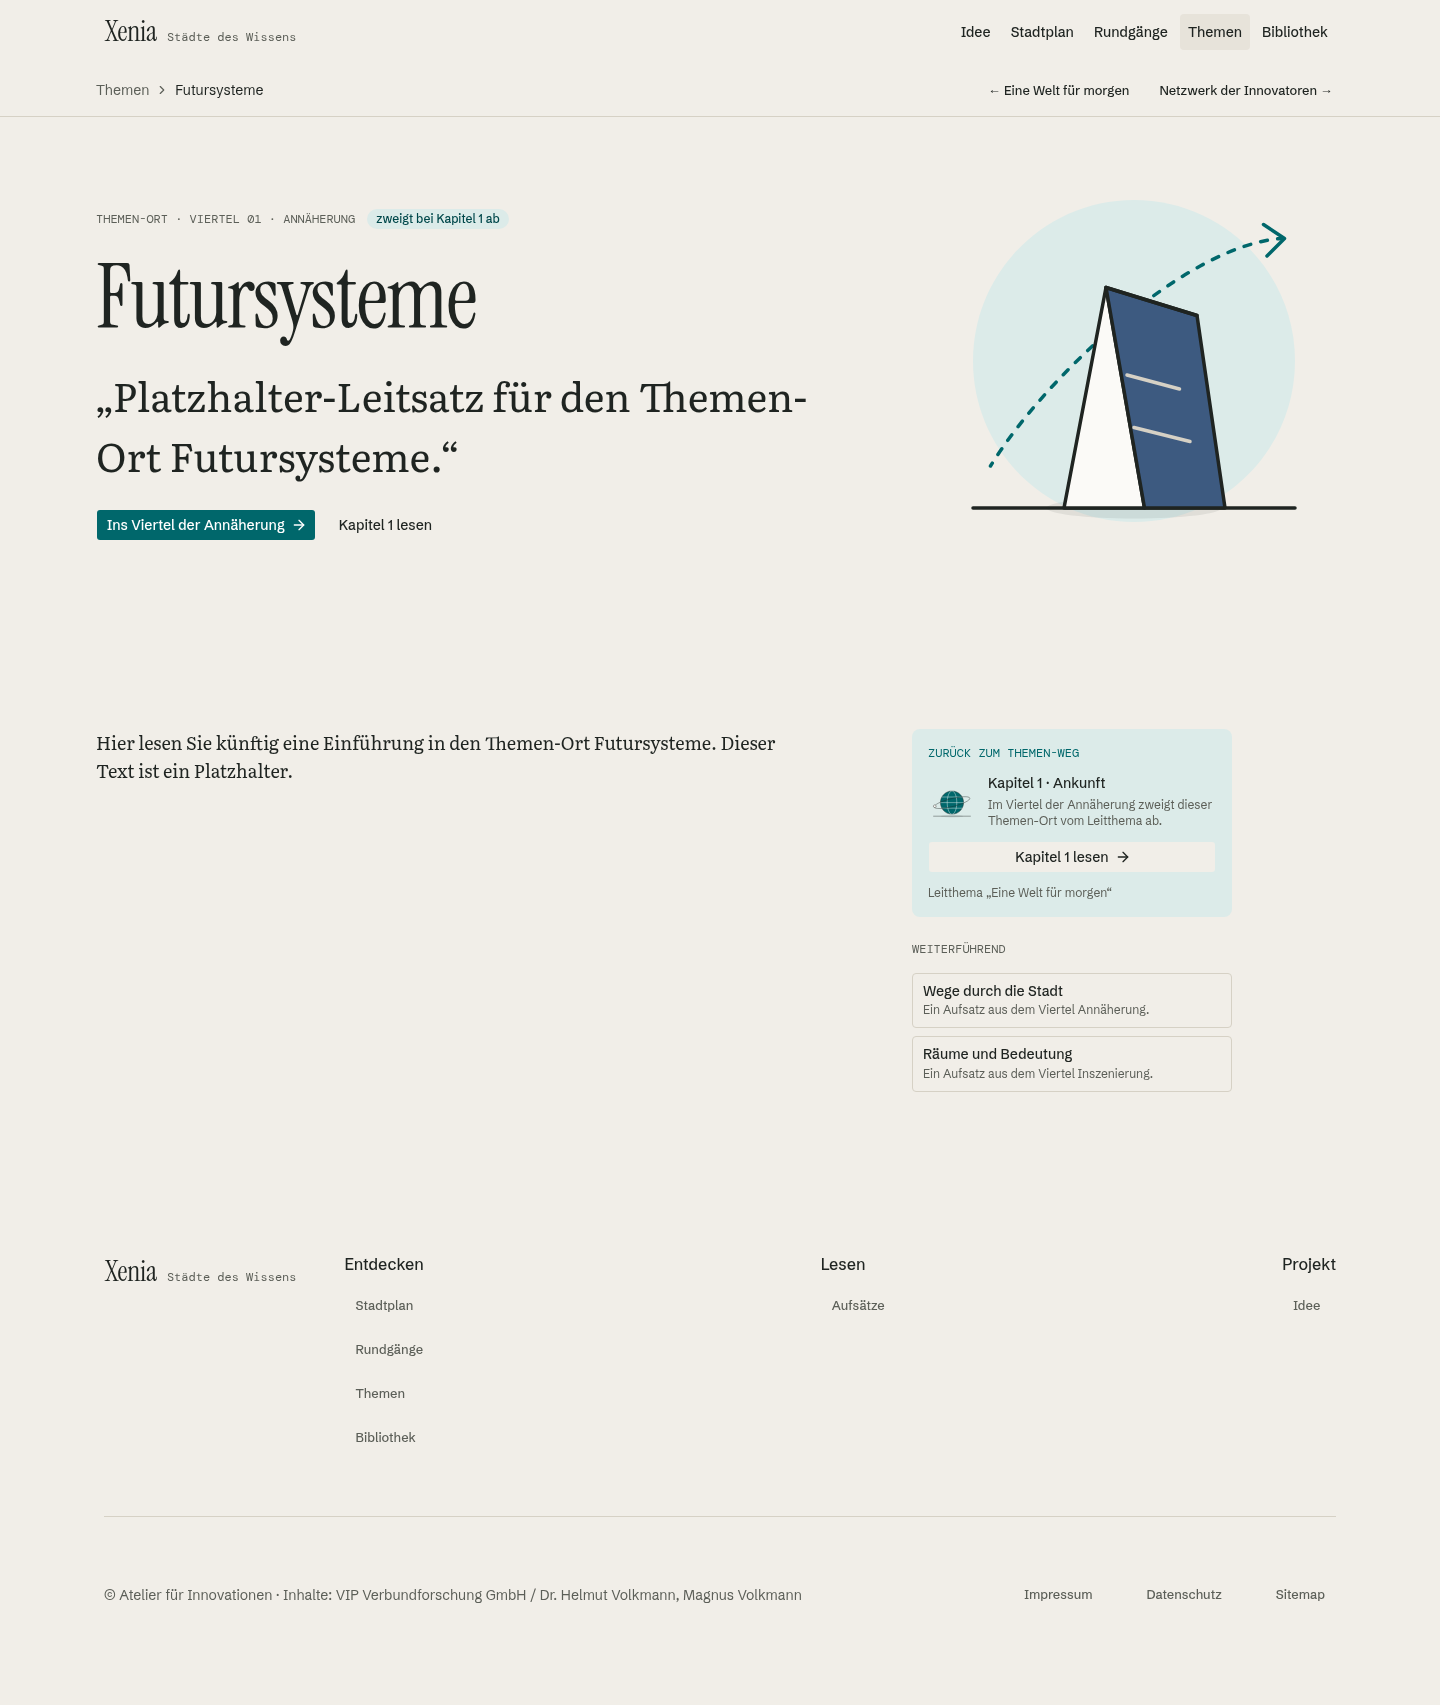 Xenia Städte des Wissens
Idee Stadtplan Rundgänge Themen Bibliothek
Themen > Futursysteme
← Eine Welt für morgen Netzwerk der Innovatoren →
THEMEN-ORT · VIERTEL 01 · ANNÄHERUNG zweigt bei Kapitel 1 ab
Futursysteme
„Platzhalter-Leitsatz für den Themen-
Ort Futursysteme.“
Ins Viertel der Annäherung → Kapitel 1 lesen
Hier lesen Sie künftig eine Einführung in den Themen-Ort Futursysteme. Dieser
Text ist ein Platzhalter.
ZURÜCK ZUM THEMEN-WEG
Kapitel 1 · Ankunft
Im Viertel der Annäherung zweigt dieser
Themen-Ort vom Leitthema ab.
Kapitel 1 lesen →
Leitthema „Eine Welt für morgen“
WEITERFÜHREND
Wege durch die Stadt
Ein Aufsatz aus dem Viertel Annäherung.
Räume und Bedeutung
Ein Aufsatz aus dem Viertel Inszenierung.
Xenia Städte des Wissens
Entdecken
Stadtplan
Rundgänge
Themen
Bibliothek
Lesen
Aufsätze
Projekt
Idee
© Atelier für Innovationen · Inhalte: VIP Verbundforschung GmbH / Dr. Helmut Volkmann, Magnus Volkmann
Impressum Datenschutz Sitemap